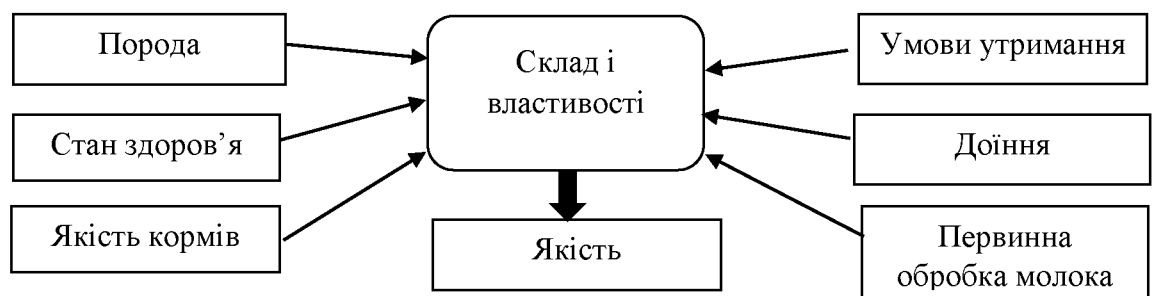 Порода
Стан здоров’я
Якість кормів
Склад і
властивості
Якість
Умови утримання
Доїння
Первинна
обробка молока